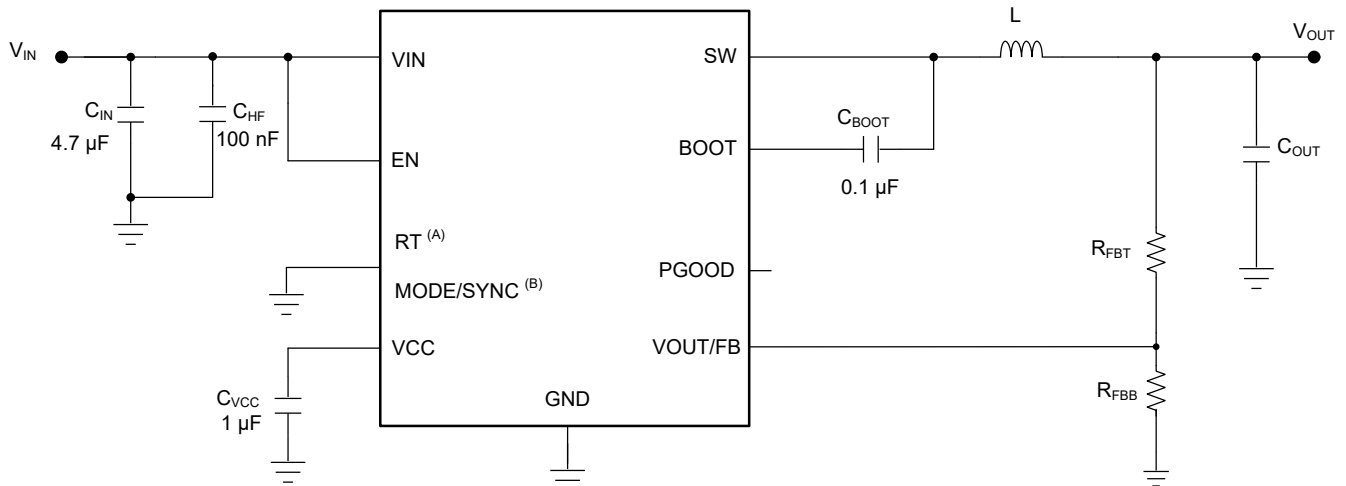 L
V_IN
V_OUT
VIN
SW
C_IN
4.7 µF
C_HF
100 nF
C_BOOT
0.1 µF
EN
BOOT
C_OUT
RT (A)
MODE/SYNC (B)
PGOOD
R_FBT
VCC
VOUT/FB
C_VCC
1 µF
GND
R_FBB